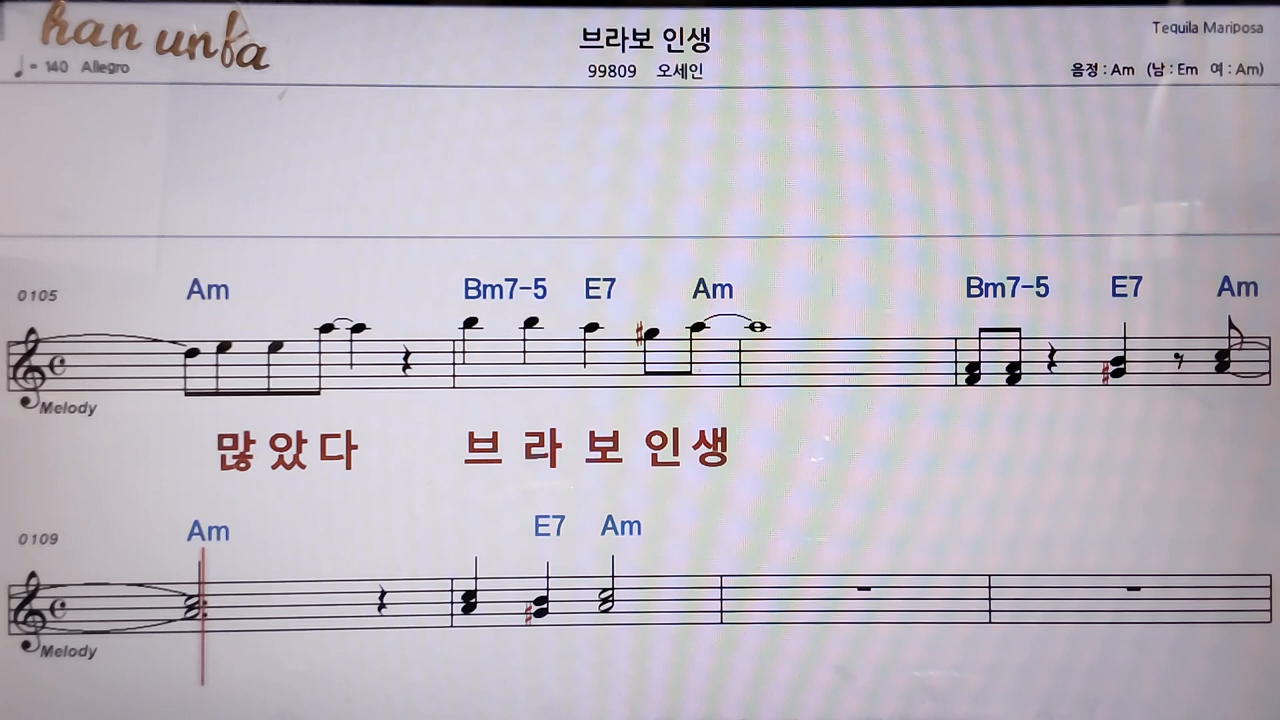 han unfa
브라보 인생
Tequila Mariposa
♩= 140 Allegro
99809 오세인
음정 : Am (남 : Em 여 : Am)
0105
Am Bm7-5 E7 Am Bm7-5 E7 Am
Melody
많았다 브라보인생
0109
Am E7 Am
Melody